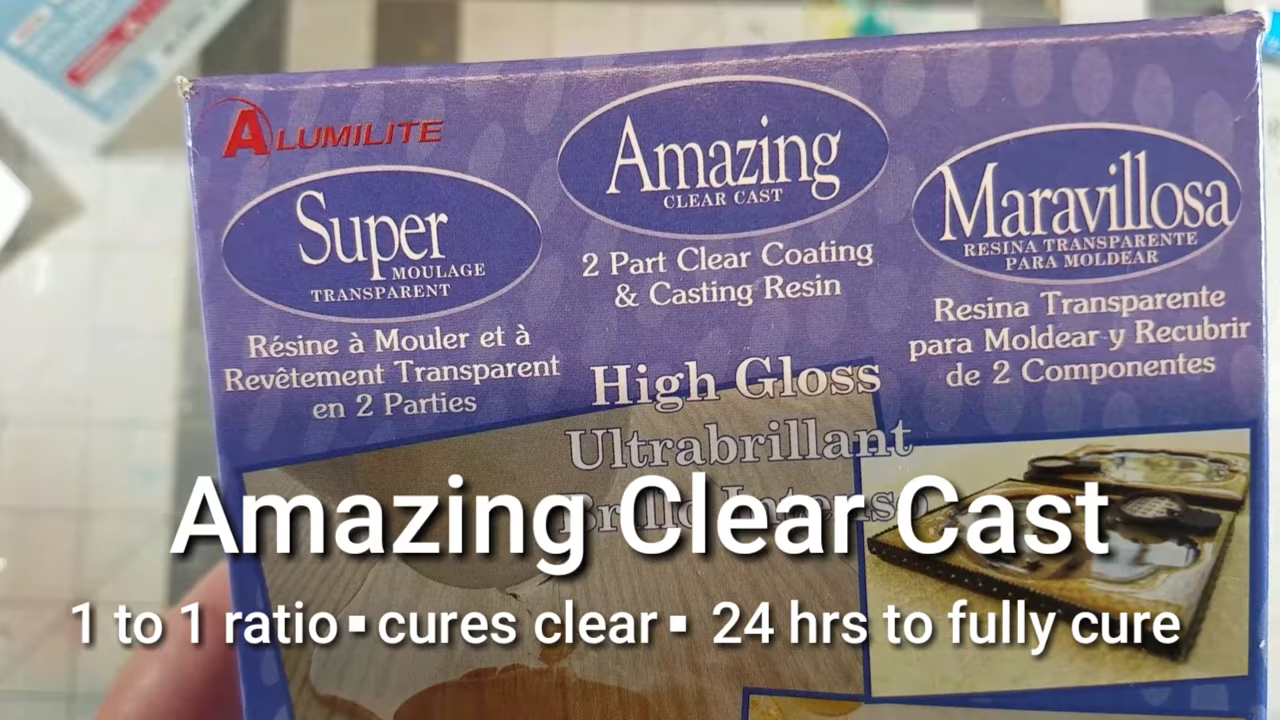 ALUMILITE
Super
MOULAGE
TRANSPARENT
Résine à Mouler et à
Revêtement Transparent
en 2 Parties
Amazing
CLEAR CAST
2 Part Clear Coating
& Casting Resin
Maravillosa
RESINA TRANSPARENTE
PARA MOLDEAR
Resina Transparente
para Moldear y Recubrir
de 2 Componentes
High Gloss
Ultrabrillant
Brillo Intenso
Amazing Clear Cast
1 to 1 ratio▪cures clear▪ 24 hrs to fully cure